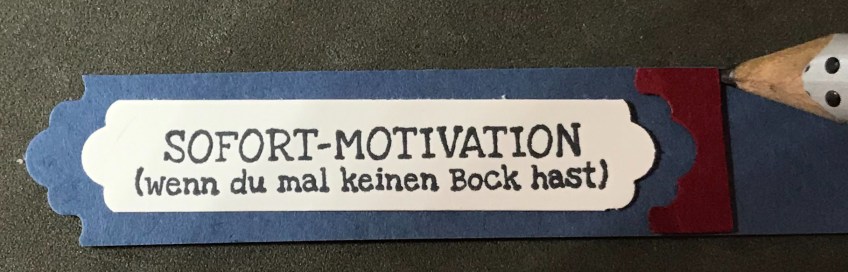 SOFORT-MOTIVATION
(wenn du mal keinen Bock hast)